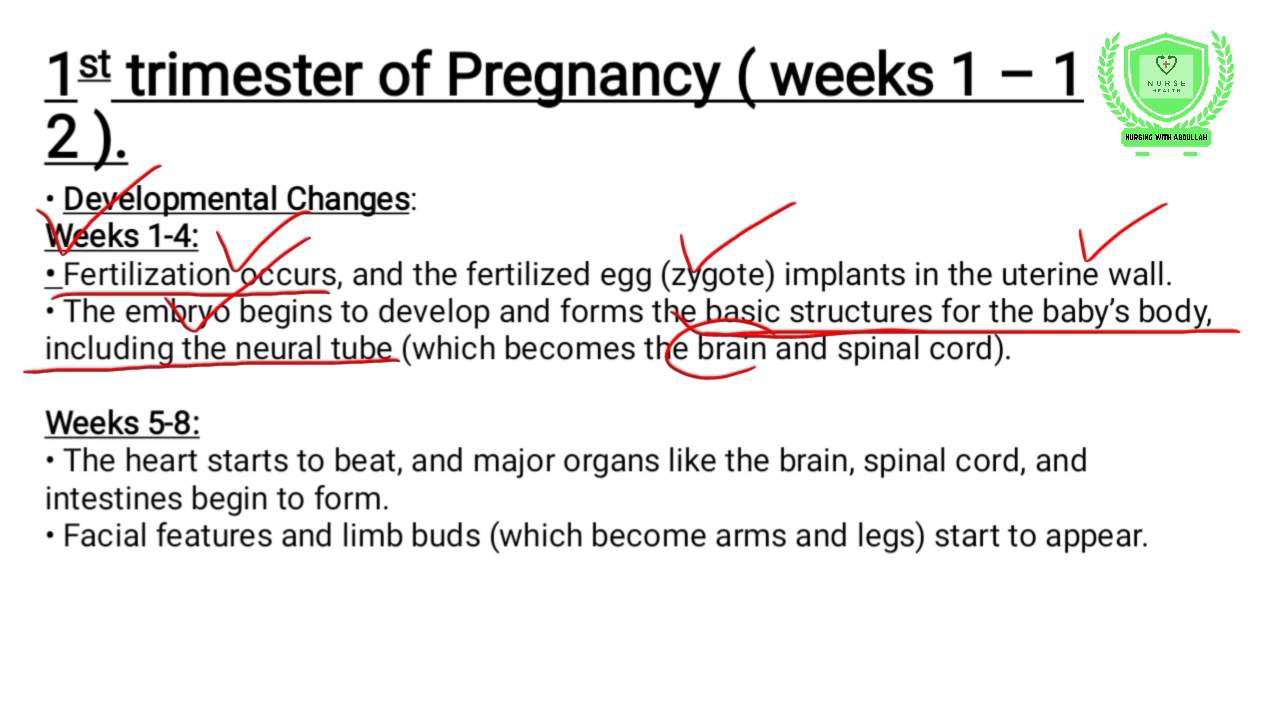 1st trimester of Pregnancy ( weeks 1 – 1
2 ).
NURSE
HEALTH
NURSING WITH ABDULLAH
• Developmental Changes:
Weeks 1-4:
• Fertilization occurs, and the fertilized egg (zygote) implants in the uterine wall.
• The embryo begins to develop and forms the basic structures for the baby’s body,
including the neural tube (which becomes the brain and spinal cord).
Weeks 5-8:
• The heart starts to beat, and major organs like the brain, spinal cord, and
intestines begin to form.
• Facial features and limb buds (which become arms and legs) start to appear.